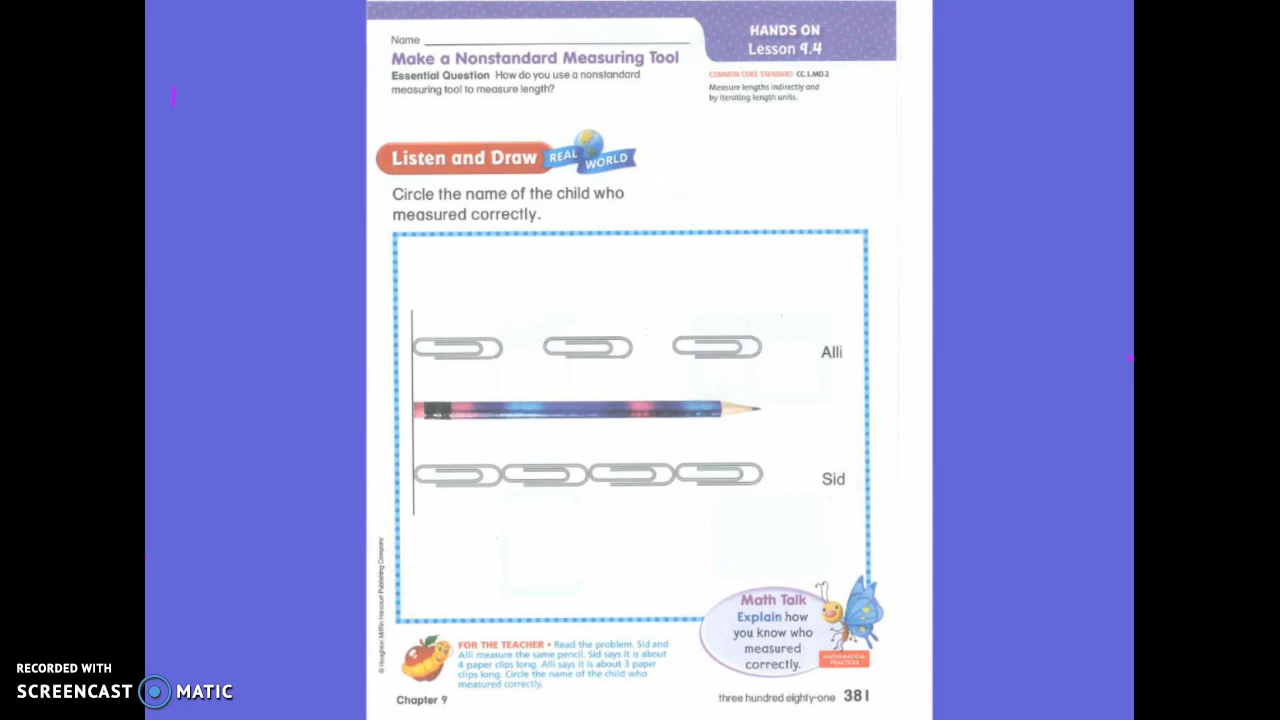 HANDS ON
Lesson 9.4
Name
Make a Nonstandard Measuring Tool
Essential Question How do you use a nonstandard
measuring tool to measure length?
COMMON CORE STANDARD CC.1.MD.2
Measure lengths indirectly and
by iterating length units.
Listen and Draw
REAL WORLD
Circle the name of the child who
measured correctly.
Alli
Sid
© Houghton Mifflin Harcourt Publishing Company
Math Talk
Explain how
you know who
measured
correctly.
MATHEMATICAL
PRACTICES
FOR THE TEACHER • Read the problem. Sid and
Alli measure the same pencil. Sid says it is about
4 paper clips long. Alli says it is about 3 paper
clips long. Circle the name of the child who
measured correctly.
Chapter 9
three hundred eighty-one 381
RECORDED WITH
SCREENCAST MATIC